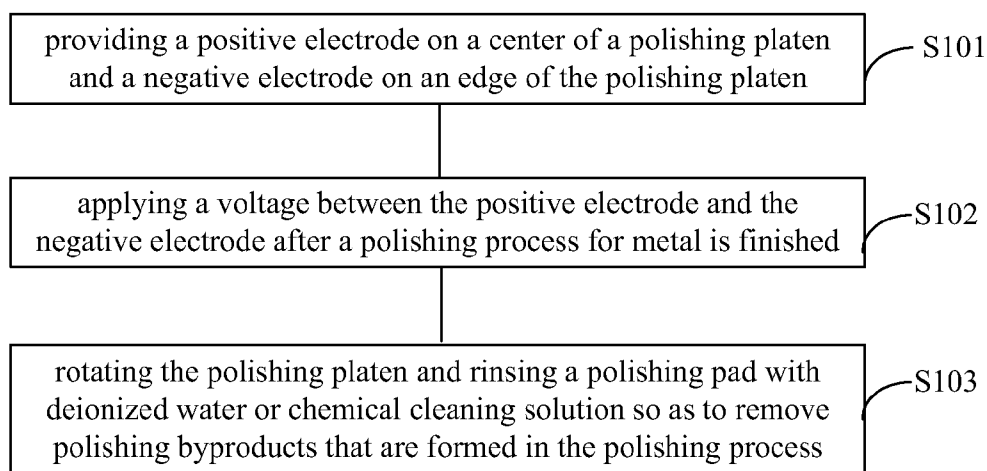 providing a positive electrode on a center of a polishing platen
and a negative electrode on an edge of the polishing platen
S101
applying a voltage between the positive electrode and the
negative electrode after a polishing process for metal is finished
S102
rotating the polishing platen and rinsing a polishing pad with
deionized water or chemical cleaning solution so as to remove
polishing byproducts that are formed in the polishing process
S103